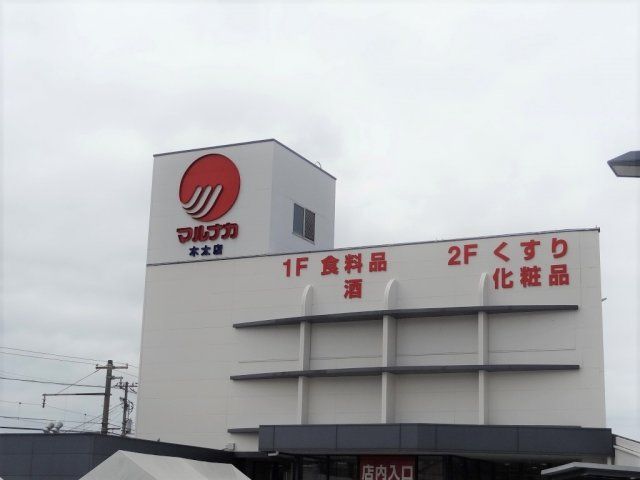 マルナカ
木太店
1F 食料品
酒
2F くすり
化粧品
店内入口